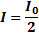 I = I₀/2